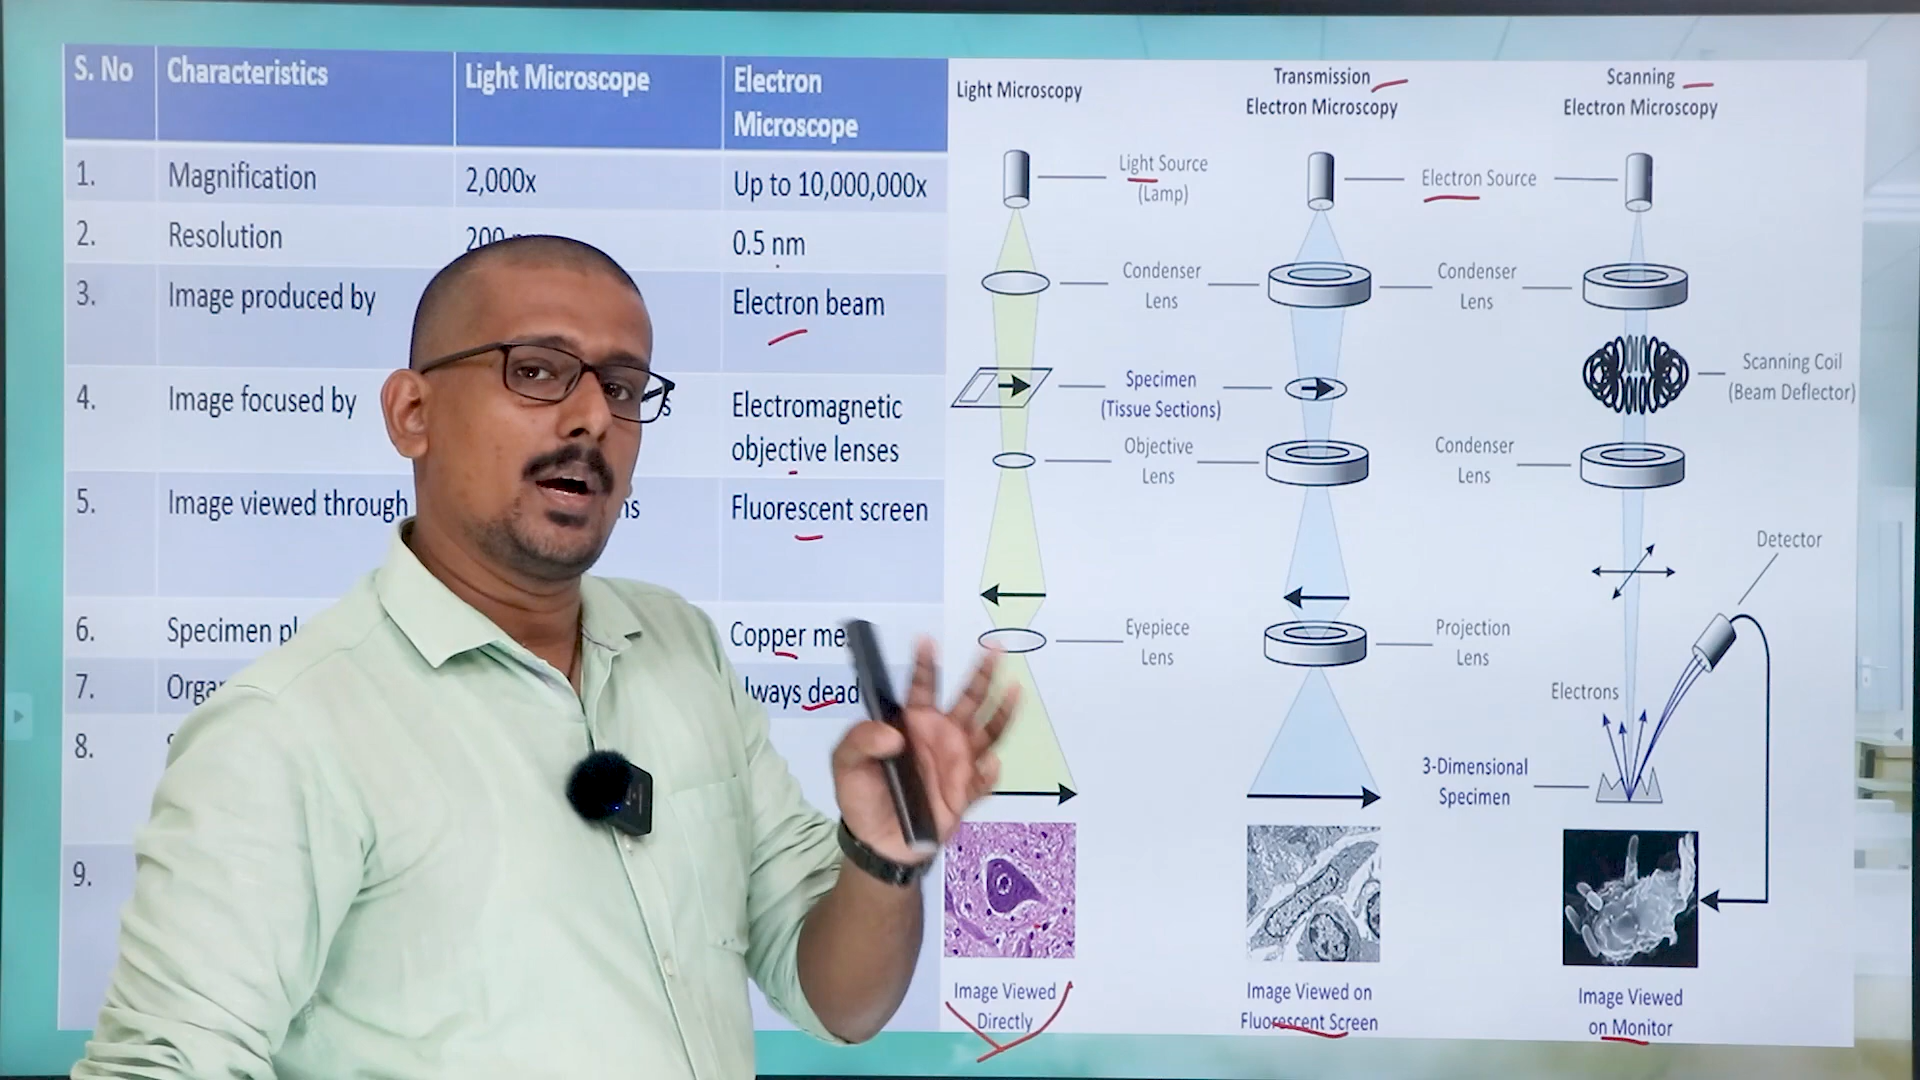 S. No Characteristics Light Microscope Electron
Microscope
1. Magnification 2,000x Up to 10,000,000x
2. Resolution 200 0.5 nm
3. Image produced by Electron beam
4. Image focused by Electromagnetic
objective lenses
5. Image viewed through Fluorescent screen
6. Specimen Copper
7. dead
8.
9.
Light Microscopy
Transmission
Electron Microscopy
Scanning
Electron Microscopy
Light Source
(Lamp)
Electron Source
Condenser
Lens
Condenser
Lens
Specimen
(Tissue Sections)
Scanning Coil
(Beam Deflector)
Objective
Lens
Condenser
Lens
Detector
Eyepiece
Lens
Projection
Lens
Electrons
3-Dimensional
Specimen
Image Viewed
Directly
Image Viewed on
Fluorescent Screen
Image Viewed
on Monitor